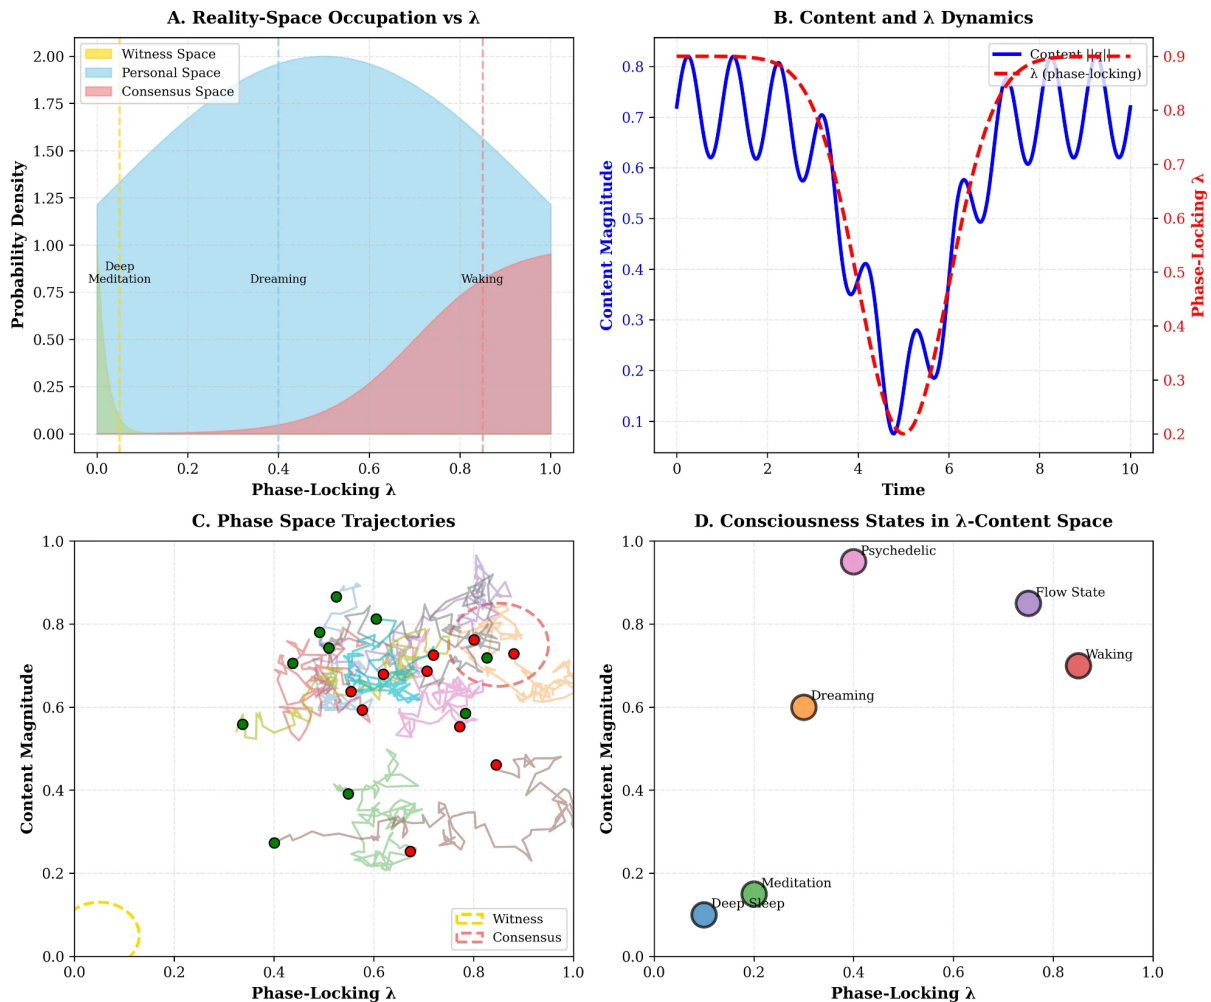 A. Reality-Space Occupation vs λ
Witness Space
Personal Space
Consensus Space
Probability Density
2.00
1.75
1.50
1.25
1.00
0.75
0.50
0.25
0.00
Deep
Meditation
Dreaming
Waking
0.0 0.2 0.4 0.6 0.8 1.0
Phase-Locking λ
B. Content and λ Dynamics
Content ||q||
λ (phase-locking)
Content Magnitude
0.8
0.7
0.6
0.5
0.4
0.3
0.2
0.1
Phase-Locking λ
0.9
0.8
0.7
0.6
0.5
0.4
0.3
0.2
0 2 4 6 8 10
Time
C. Phase Space Trajectories
Content Magnitude
1.0
0.8
0.6
0.4
0.2
0.0
Witness
Consensus
0.0 0.2 0.4 0.6 0.8 1.0
Phase-Locking λ
D. Consciousness States in λ-Content Space
Content Magnitude
1.0
0.8
0.6
0.4
0.2
0.0
Psychedelic
Flow State
Waking
Dreaming
Meditation
Deep Sleep
0.0 0.2 0.4 0.6 0.8 1.0
Phase-Locking λ